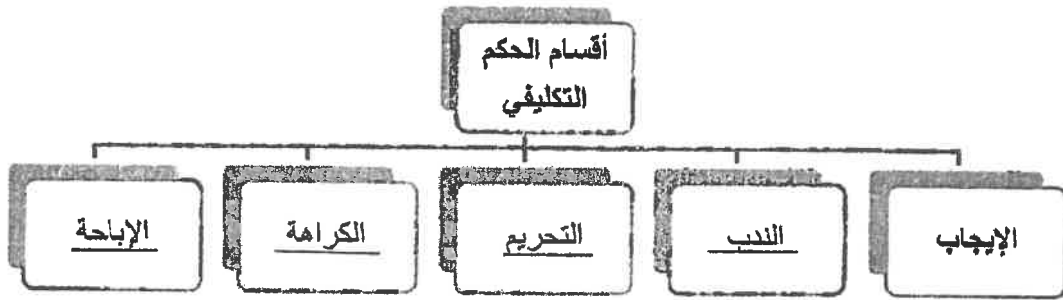 أقسام الحكم
التكليفي
الإيجاب
الندب
التحريم
الكراهة
الإباحة